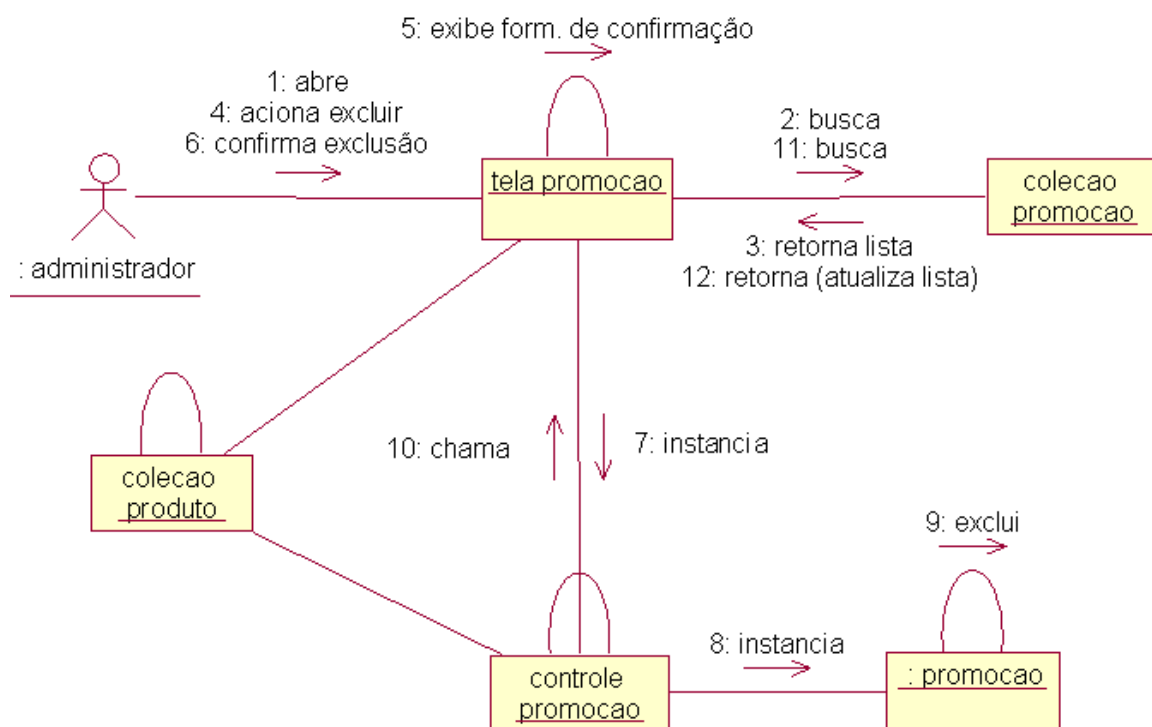 5: exibe form. de confirmação
1: abre
4: aciona excluir
6: confirma exclusão
2: busca
11: busca
tela promocao
colecao
promocao
: administrador
3: retorna lista
12: retorna (atualiza lista)
10: chama
7: instancia
colecao
produto
9: exclui
8: instancia
controle
promocao
: promocao